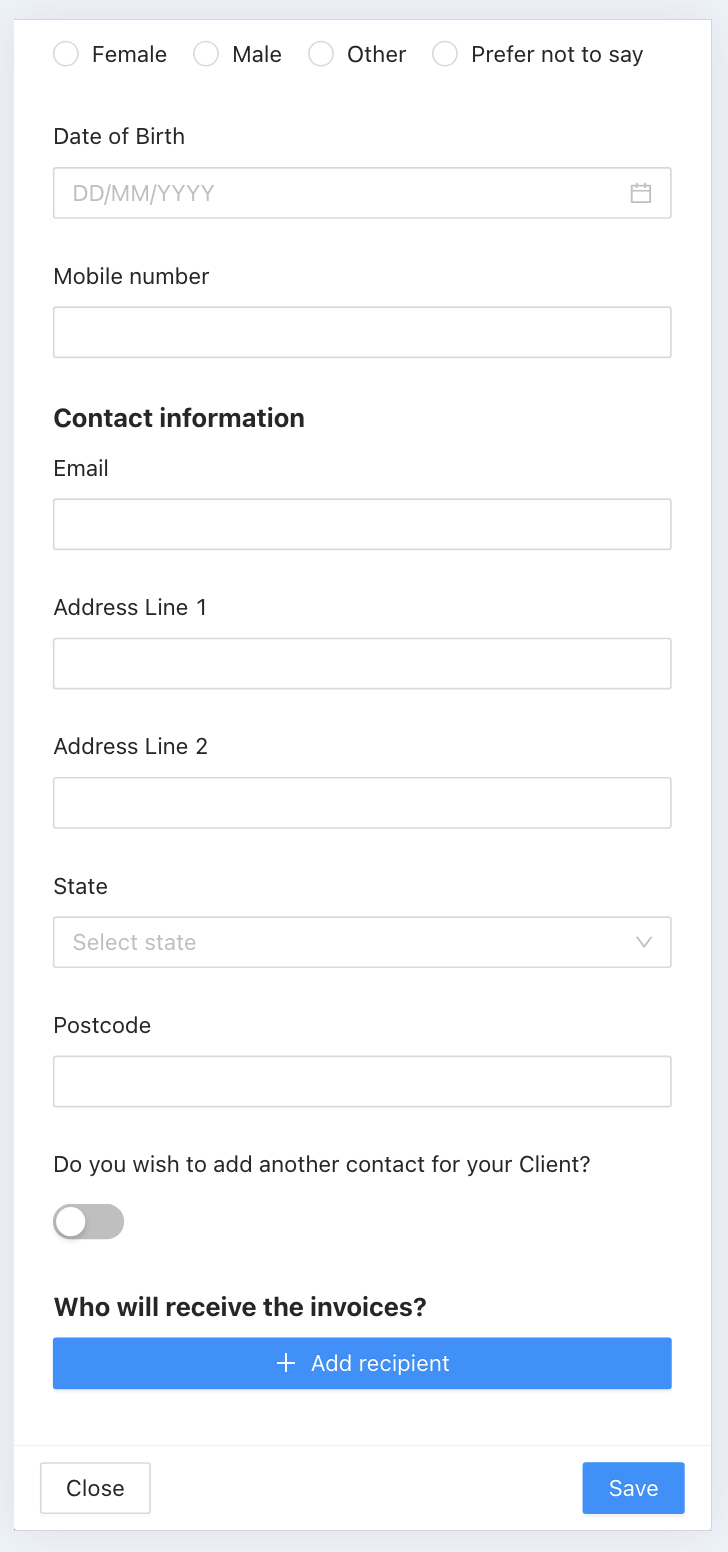 Female Male Other Prefer not to say
Date of Birth
DD/MM/YYYY
Mobile number
Contact information
Email
Address Line 1
Address Line 2
State
Select state
Postcode
Do you wish to add another contact for your Client?
Who will receive the invoices?
+ Add recipient
Close Save